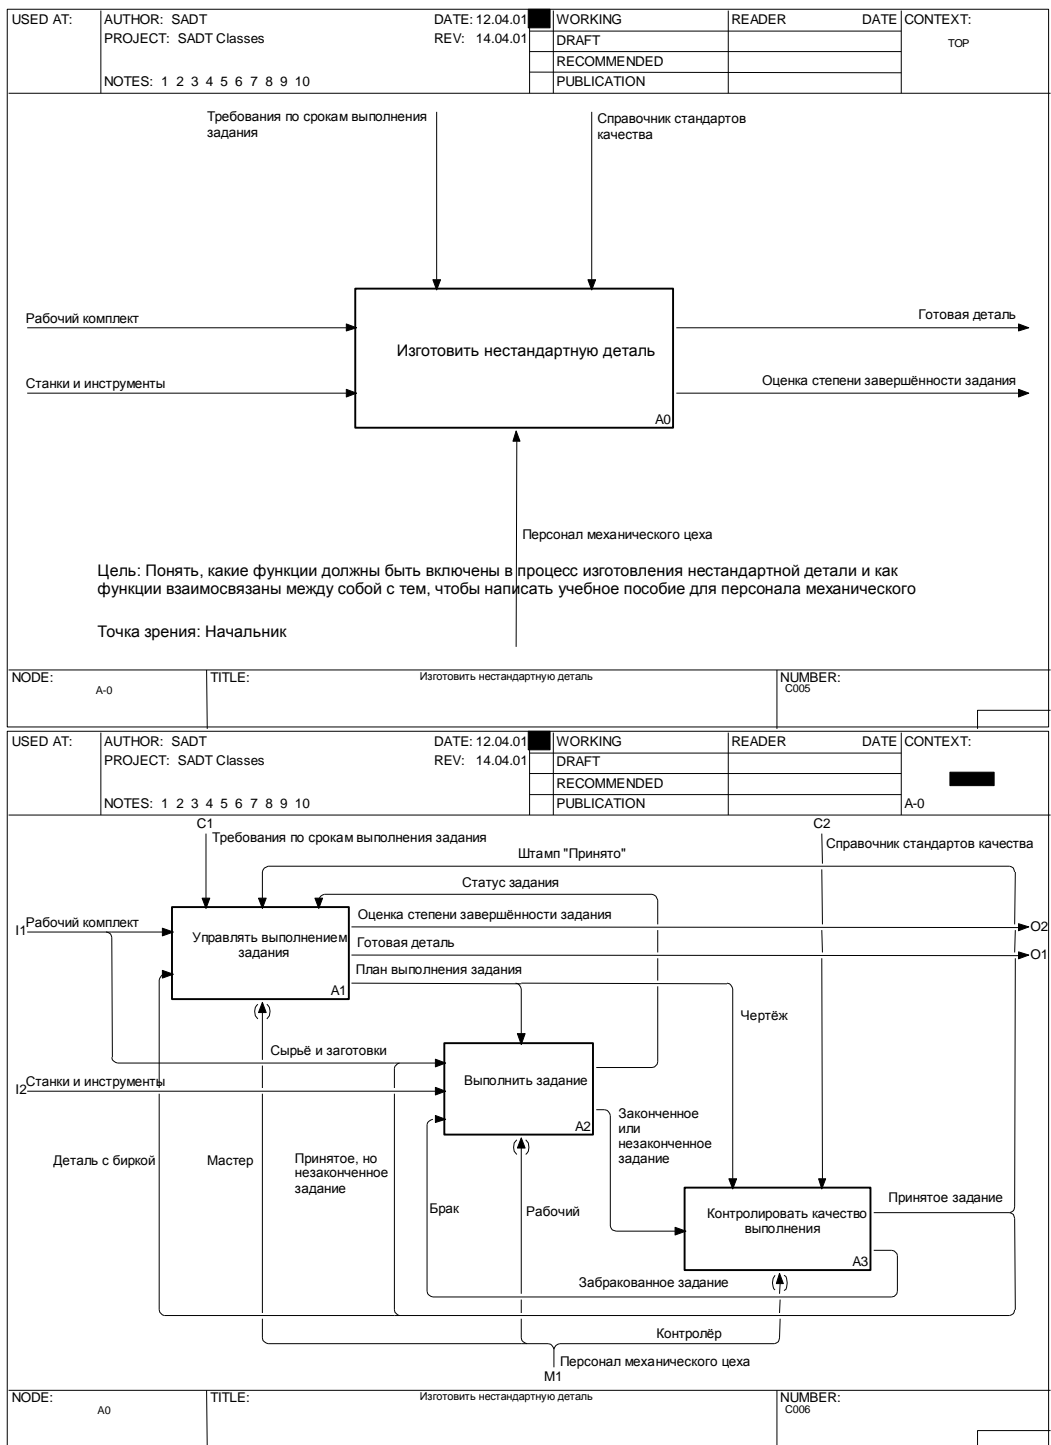 USED AT:
AUTHOR: SADT
DATE: 12.04.01
WORKING
READER
DATE
CONTEXT:
PROJECT: SADT Classes
REV: 14.04.01
DRAFT
TOP
RECOMMENDED
NOTES: 1 2 3 4 5 6 7 8 9 10
PUBLICATION
Требования по срокам выполнения
задания
Справочник стандартов
качества
Рабочий комплект
Готовая деталь
Изготовить нестандартную деталь
Станки и инструменты
Оценка степени завершённости задания
A0
Персонал механического цеха
Цель: Понять, какие функции должны быть включены в процесс изготовления нестандартной детали и как
функции взаимосвязаны между собой с тем, чтобы написать учебное пособие для персонала механического
Точка зрения: Начальник
NODE:
A-0
TITLE:
Изготовить нестандартную деталь
NUMBER:
C005
USED AT:
AUTHOR: SADT
DATE: 12.04.01
WORKING
READER
DATE
CONTEXT:
PROJECT: SADT Classes
REV: 14.04.01
DRAFT
RECOMMENDED
NOTES: 1 2 3 4 5 6 7 8 9 10
PUBLICATION
A-0
C1
Требования по срокам выполнения задания
C2
Справочник стандартов качества
Штамп "Принято"
Статус задания
I1
Рабочий комплект
Оценка степени завершённости задания
O2
Управлять выполнением
задания
A1
Готовая деталь
O1
План выполнения задания
( )
Чертёж
Сырьё и заготовки
I2
Станки и инструменты
Выполнить задание
A2
Законченное
или
незаконченное
задание
( )
Деталь с биркой
Мастер
Принятое, но
незаконченное
задание
Брак
Рабочий
Принятое задание
Контролировать качество
выполнения
A3
Забракованное задание
( )
Контролёр
Персонал механического цеха
M1
NODE:
A0
TITLE:
Изготовить нестандартную деталь
NUMBER:
C006